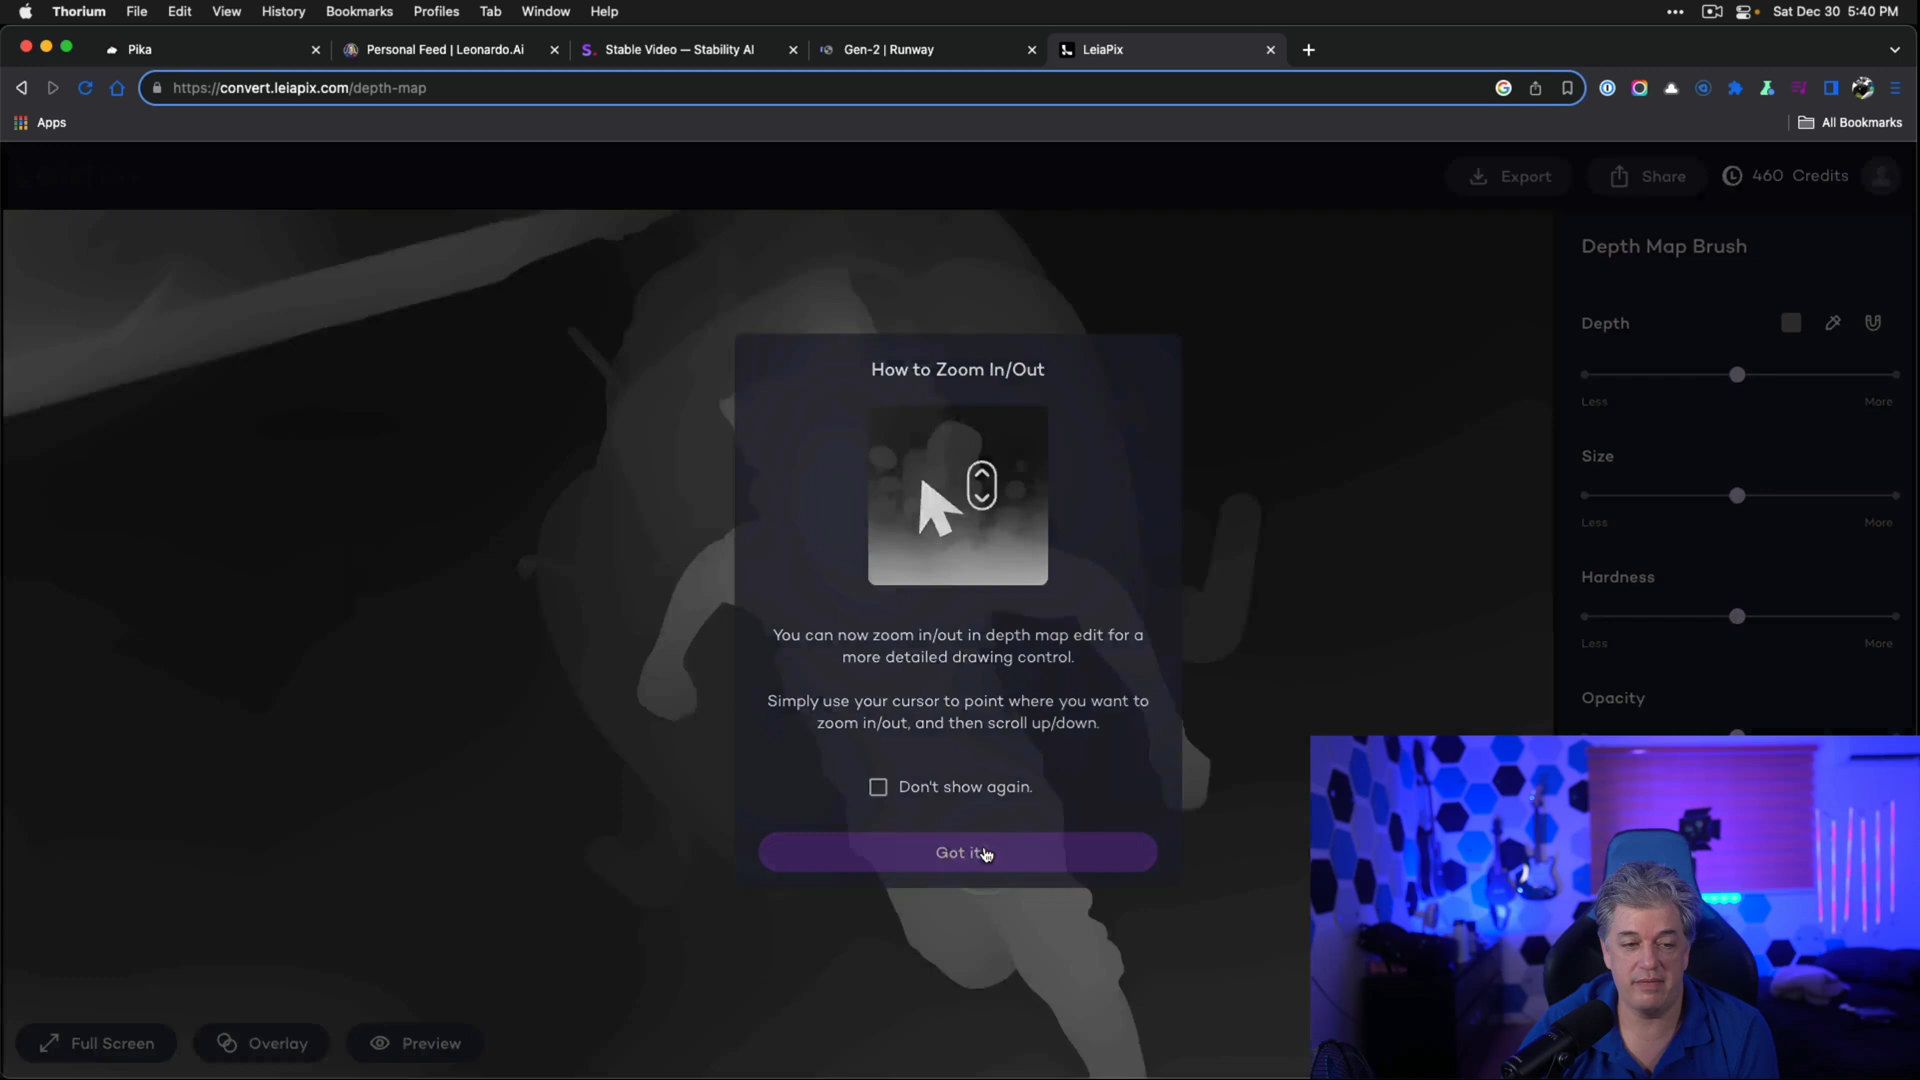 Thorium File Edit View History Bookmarks Profiles Tab Window Help
Sat Dec 30 5:40 PM
Pika
Personal Feed | Leonardo.Ai
Stable Video — Stability AI
Gen-2 | Runway
LeiaPix
https://convert.leiapix.com/depth-map
Apps
All Bookmarks
Export
Share
460 Credits
Depth Map Brush
Depth
Less More
Size
Less More
Hardness
Less More
Opacity
How to Zoom In/Out
You can now zoom in/out in depth map edit for a
more detailed drawing control.
Simply use your cursor to point where you want to
zoom in/out, and then scroll up/down.
Don't show again.
Got it
Full Screen
Overlay
Preview